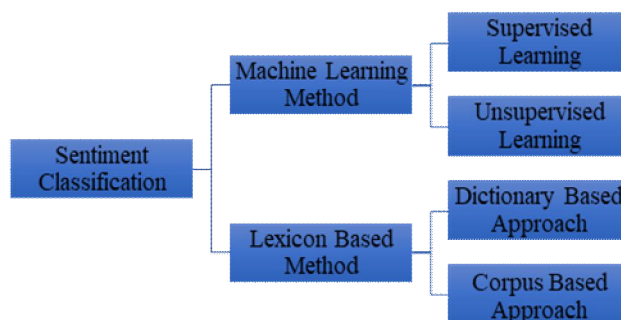 Sentiment
Classification
Machine Learning
Method
Supervised
Learning
Unsupervised
Learning
Lexicon Based
Method
Dictionary Based
Approach
Corpus Based
Approach